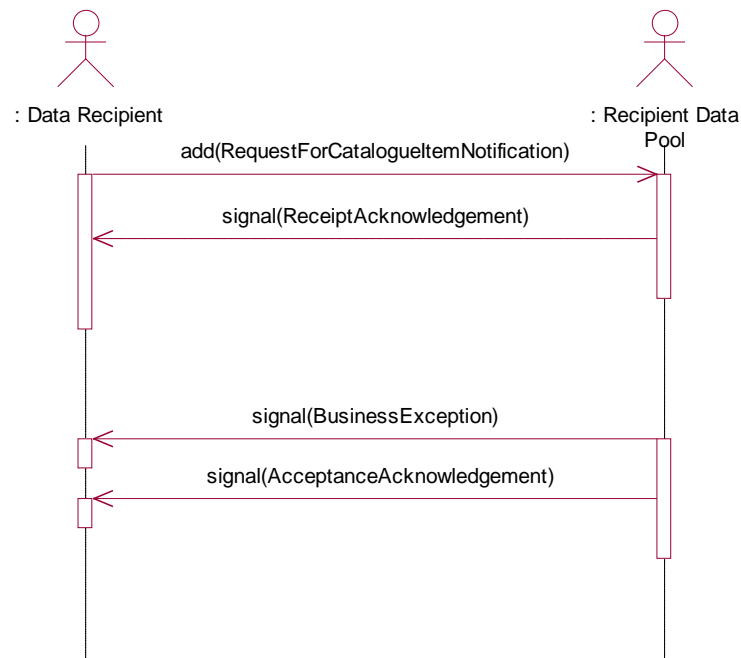 : Data Recipient
: Recipient Data
Pool
add(RequestForCatalogueItemNotification)
signal(ReceiptAcknowledgement)
signal(BusinessException)
signal(AcceptanceAcknowledgement)